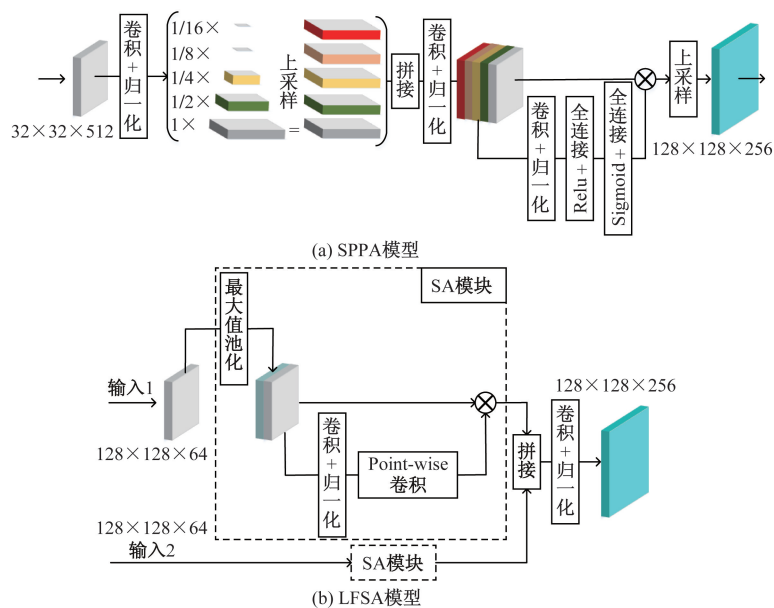 1/16×
1/8×
1/4×
1/2×
1×
卷积+归一化
上采样
=
拼接
卷积+归一化
上采样
32×32×512
卷积+归一化
全连接+Relu
全连接+Sigmoid
128×128×256
(a) SPPA模型
SA模块
最大值池化
输入1
128×128×64
卷积+归一化
Point-wise
卷积
拼接
卷积+归一化
128×128×256
128×128×64
输入2
SA模块
(b) LFSA模型